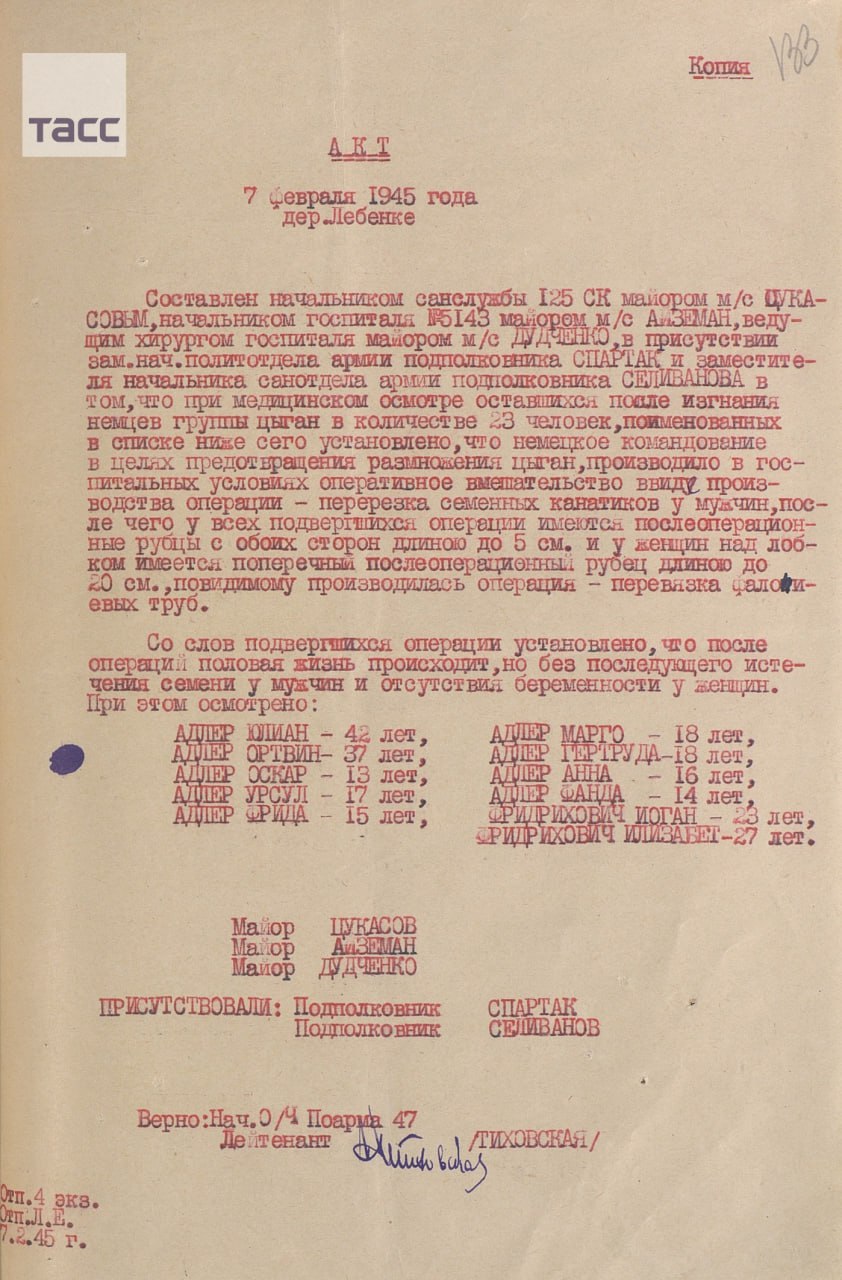 Копия
133
тасс
АКТ
7 февраля 1945 года
дер.Лебенке
Составлен начальником санслужбы 125 СК майором м/с ЦУКА-
СОВЫМ,начальником госпиталя №5143 майором м/с АЙЗЕМАН,веду-
щим хирургом госпиталя майором м/с ДУДЧЕНКО,в присутствии
зам.нач.политотдела армии подполковника СПАРТАК и заместите-
ля начальника санотдела армии подполковника СЕЛИВАНОВА в
том,что при медицинском осмотре оставшихся после изгнания
немцев группы цыган в количестве 23 человек,поименованных
в списке ниже сего установлено,что немецкое командование
в целях предотвращения размножения цыган,производило в гос-
питальных условиях оперативное вмешательство ввиде произ-
водства операции - перерезка семенных канатиков у мужчин,пос-
ле чего у всех подвергшихся операции имеются послеоперацион-
ные рубцы с обоих сторон длиною до 5 см. и у женщин над лоб-
ком имеется поперечный послеоперационный рубец длиною до
20 см.,повидимому производилась операция - перевязка фалопи-
евых труб.
Со слов подвергшихся операции установлено,что после
операций половая жизнь происходит,но без последующего исте-
чения семени у мужчин и отсутствия беременности у женщин.
При этом осмотрено:
АДЛЕР ЮЛИАН - 42 лет, АДЛЕР МАРГО - 18 лет,
АДЛЕР ОРТВИН- 37 лет, АДЛЕР ГЕРТРУДА-18 лет,
АДЛЕР ОСКАР - 13 лет, АДЛЕР АННА - 16 лет,
АДЛЕР УРСУЛ - 17 лет, АДЛЕР ФАНДА - 14 лет,
АДЛЕР ФРИДА - 15 лет, ФРИДРИХОВИЧ ИОГАН - 23 лет,
ФРИДРИХОВИЧ ИЛИЗАБЕТ-27 лет.
Майор ЦУКАСОВ
Майор АЙЗЕМАН
Майор ДУДЧЕНКО
ПРИСУТСТВОВАЛИ: Подполковник СПАРТАК
Подполковник СЕЛИВАНОВ
Верно:Нач.О/Ч Поарма 47
Лейтенант /ТИХОВСКАЯ/
Отп.4 экз.
Отп.Л.Е.
7.2.45 г.